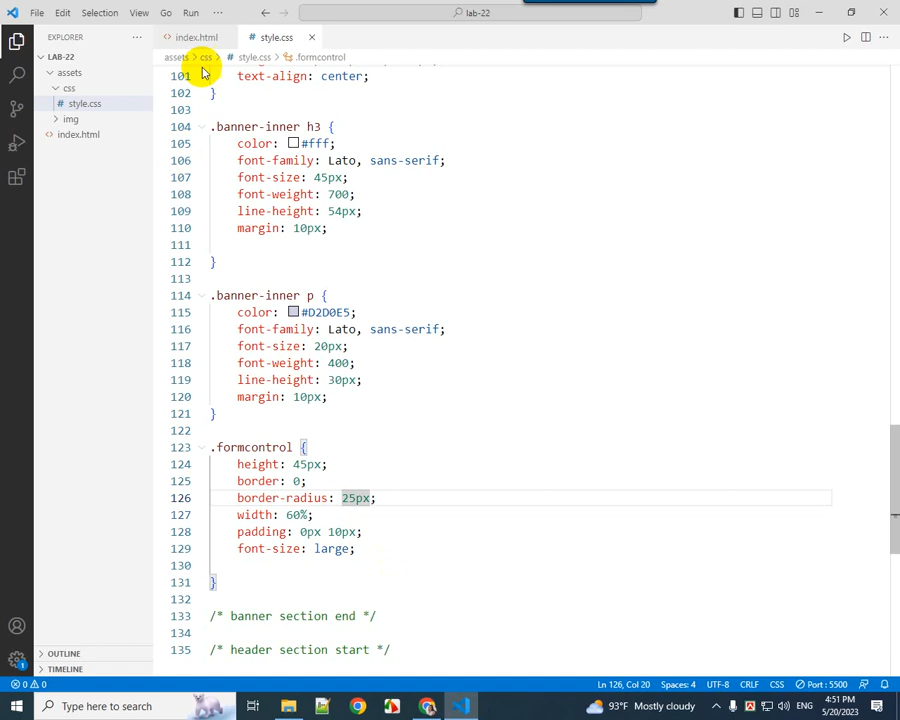 File Edit Selection View Go Run ··· lab-22
EXPLORER ···
index.html
# style.css
assets > css > # style.css > .formcontrol
LAB-22
assets
css
# style.css
img
index.html
OUTLINE
TIMELINE
101 text-align: center;
102 }
103
104 .banner-inner h3 {
105 color: #fff;
106 font-family: Lato, sans-serif;
107 font-size: 45px;
108 font-weight: 700;
109 line-height: 54px;
110 margin: 10px;
111
112 }
113
114 .banner-inner p {
115 color: #D2D0E5;
116 font-family: Lato, sans-serif;
117 font-size: 20px;
118 font-weight: 400;
119 line-height: 30px;
120 margin: 10px;
121 }
122
123 .formcontrol {
124 height: 45px;
125 border: 0;
126 border-radius: 25px;
127 width: 60%;
128 padding: 0px 10px;
129 font-size: large;
130
131 }
132
133 /* banner section end */
134
135 /* header section start */
1
0 0 Ln 126, Col 20 Spaces: 4 UTF-8 CRLF CSS Port : 5500
Type here to search
93°F Mostly cloudy
ENG
4:51 PM
5/20/2023